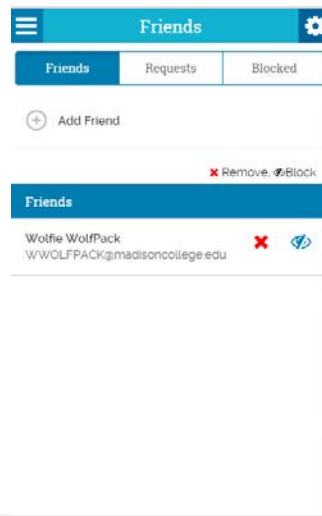 Friends
Friends Requests Blocked
Add Friend
Remove, Block
Friends
Wolfie WolfPack
WWOLFPACK@madisoncollege.edu